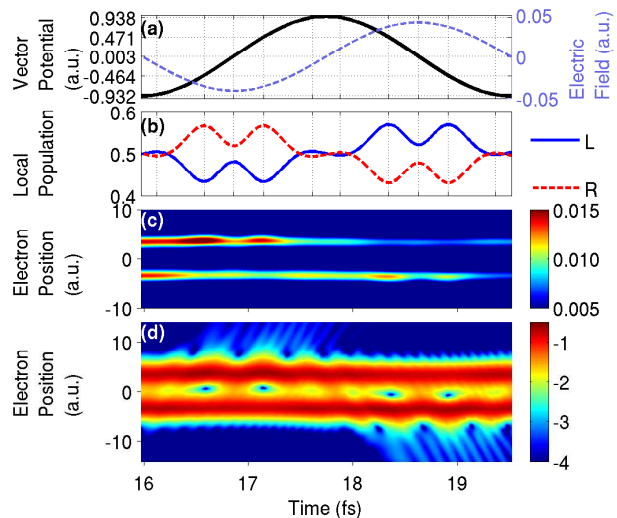 0.938
0.471
0.003
-0.464
-0.932
Vector
Potential
(a.u.)
(a)
0.05
0
-0.05
Electric
Field (a.u.)
0.6
0.5
0.4
Local
Population
(b)
L
R
10
0
-10
Electron
Position
(a.u.)
(c)
0.015
0.01
0.005
10
0
-10
Electron
Position
(a.u.)
(d)
-1
-2
-3
-4
16 17 18 19
Time (fs)